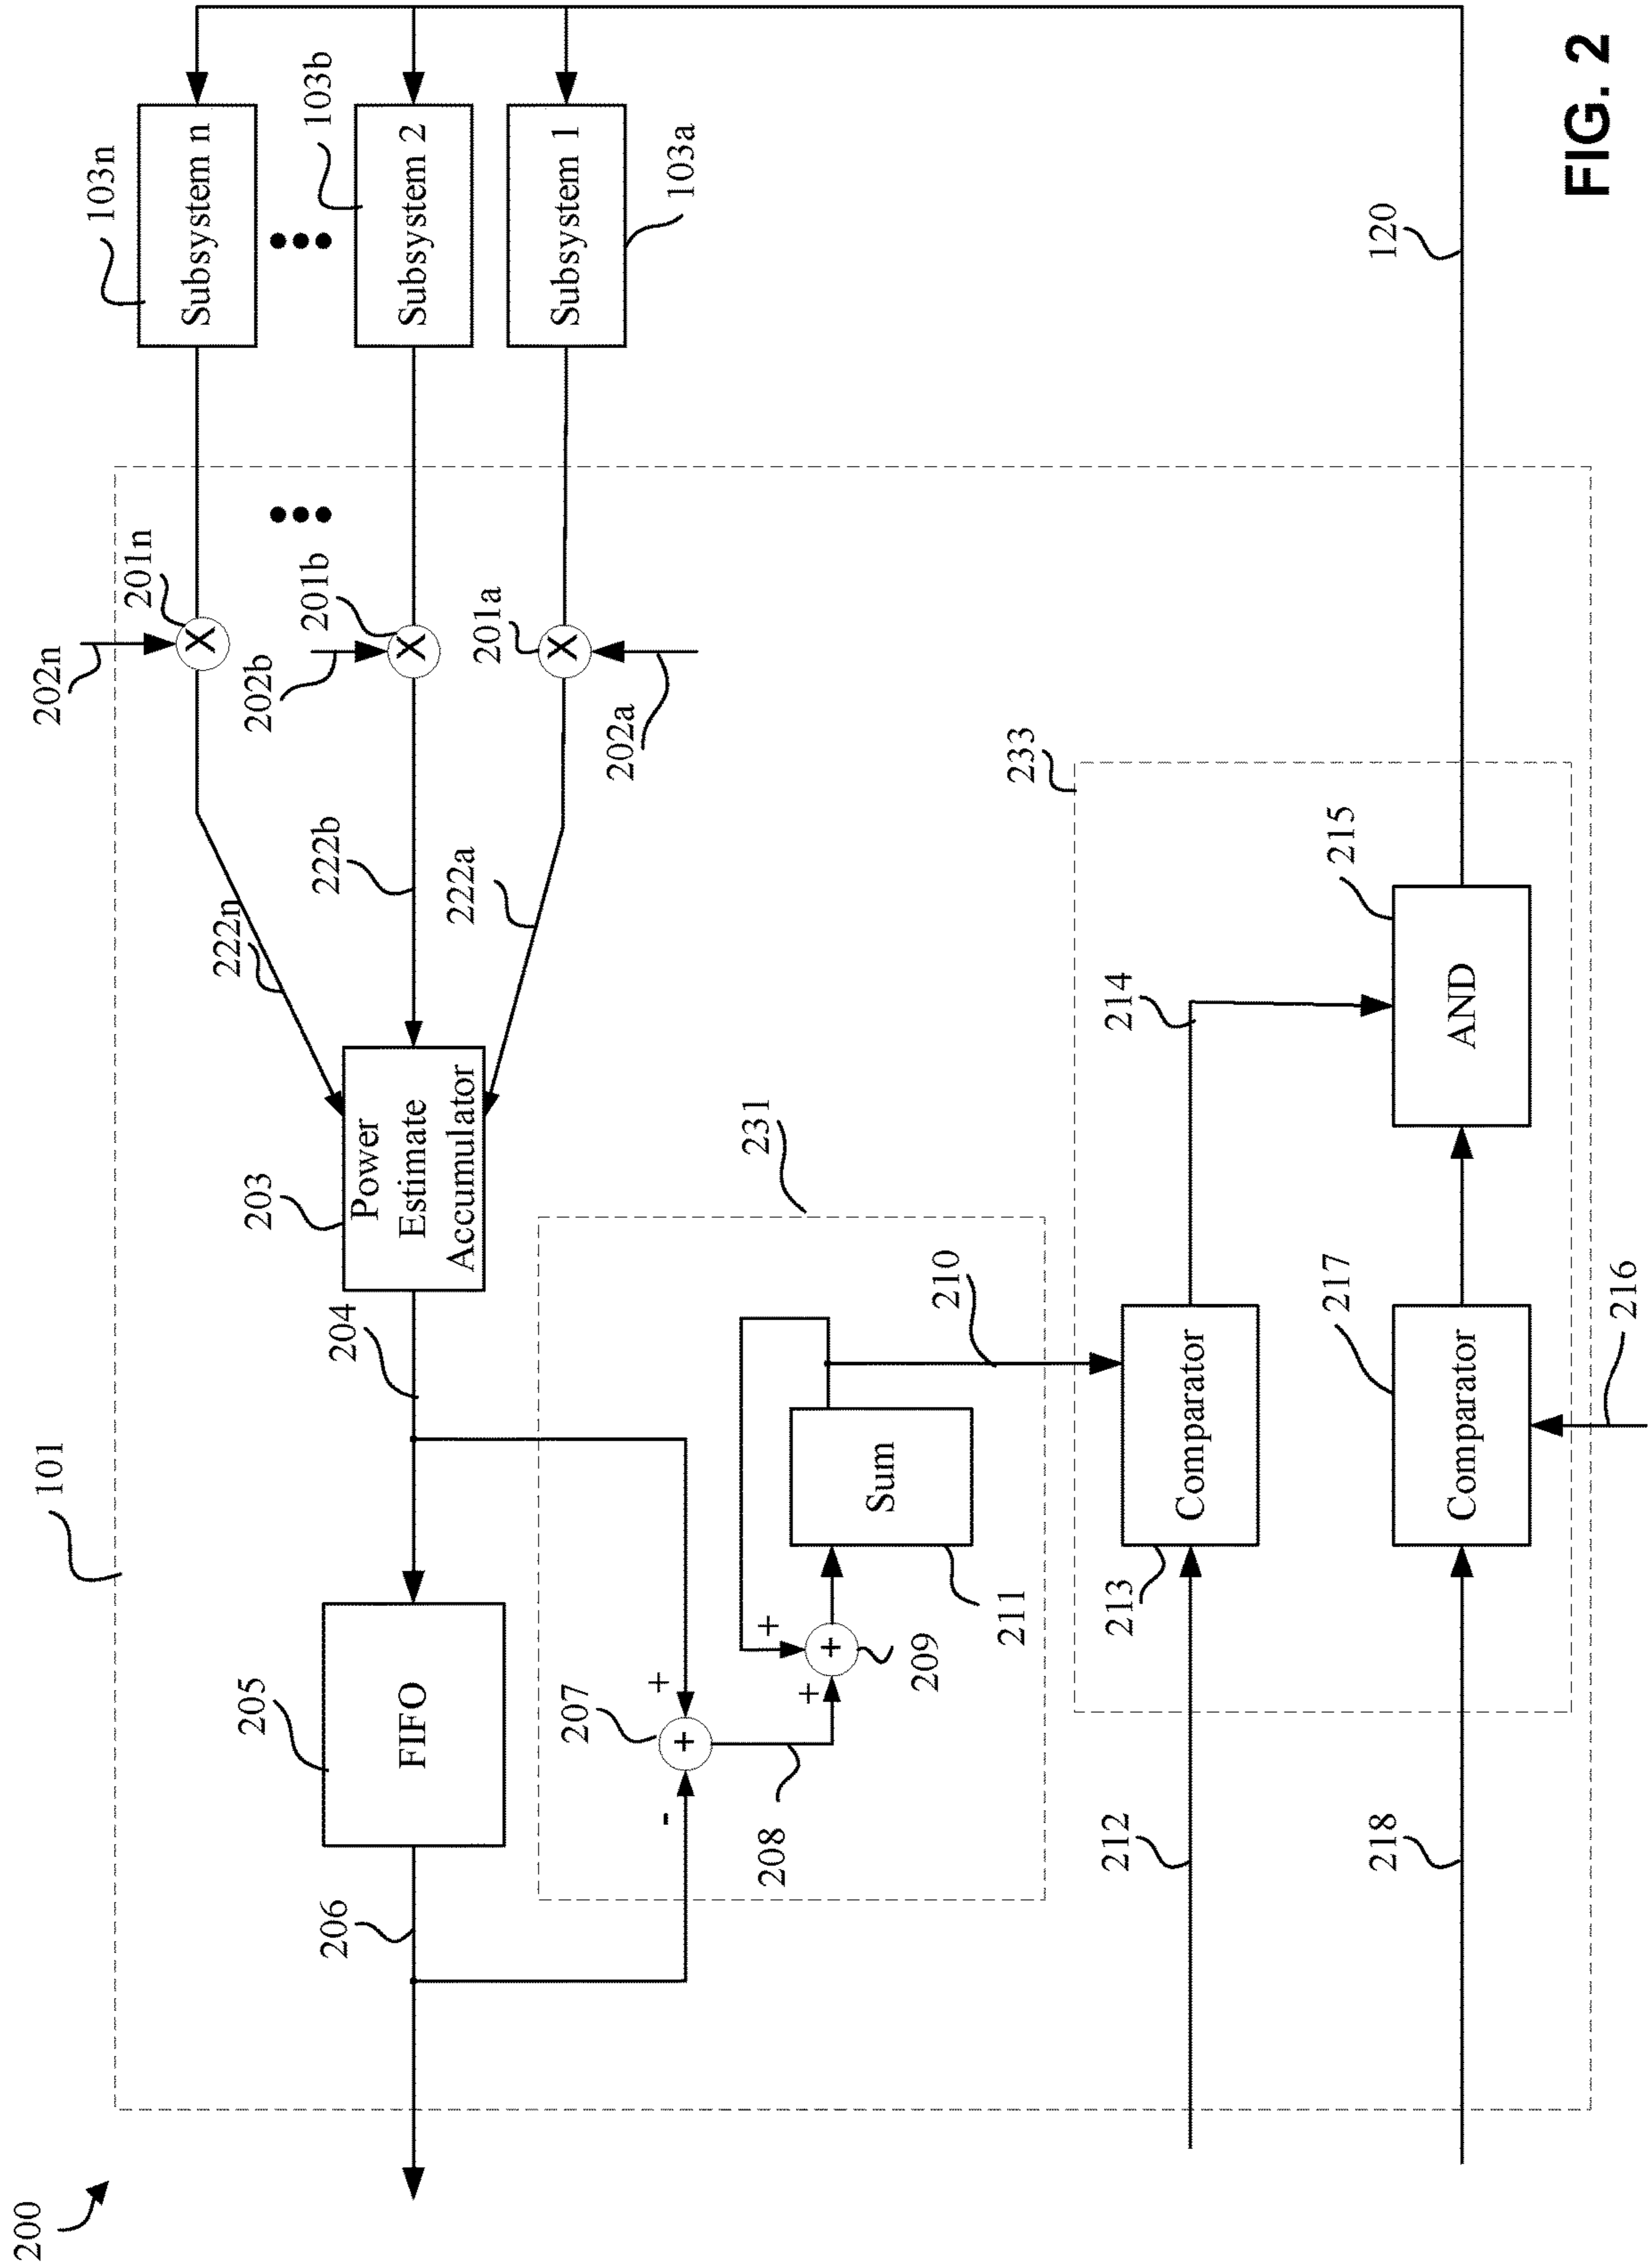 200
101
206
205
FIFO
204
203
Power
Estimate
Accumulator
222n
222b
222a
202n
201n
202b
201b
201a
202a
103n
Subsystem n
103b
Subsystem 2
Subsystem 1
103a
-
207
+
+
208
+
+
+
209
Sum
211
231
210
233
212
213
Comparator
214
218
Comparator
217
216
AND
215
120
X
X
X
FIG. 2